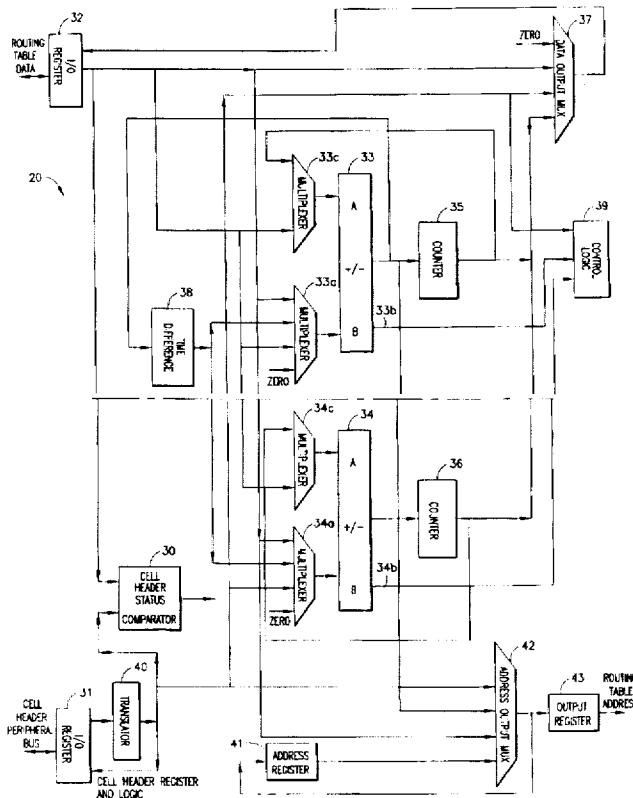 32
ROUTING
TABLE
DATA
I/O
REGISTER
20
ZERO
37
DATA OUTPUT MUX
33c
MULTIPLEXER
33
A
+/-
B
35
COUNTER
39
CONTROL
LOGIC
33a
MULTIPLEXER
33b
ZERO
38
TIME
DIFFERENCE
34c
MULTIPLEXER
34
A
+/-
B
36
COUNTER
34a
MULTIPLEXER
34b
ZERO
30
CELL
HEADER
STATUS
COMPARATOR
40
TRANSLATOR
31
CELL
HEADER
PERIPHERAL
BUS
I/O
REGISTER
CELL HEADER REGISTER
AND LOGIC
41
ADDRESS
REGISTER
42
ADDRESS OUTPUT MUX
43
OUTPUT
REGISTER
ROUTING
TABLE
ADDRESS